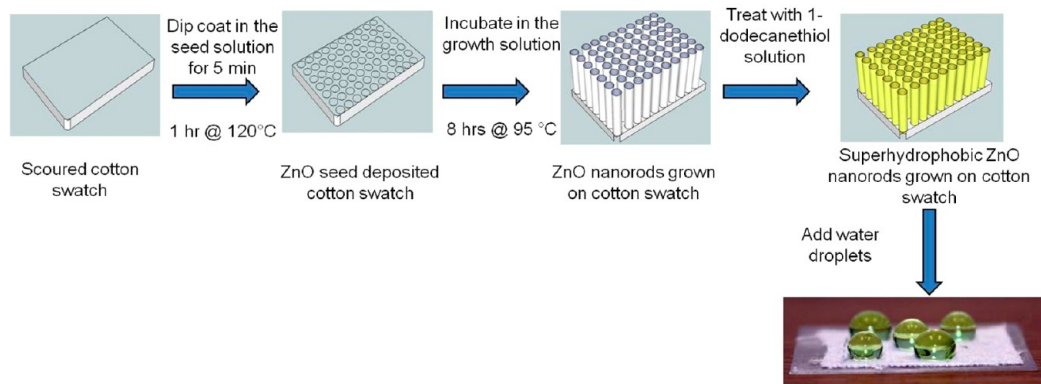 Dip coat in the
seed solution
for 5 min
1 hr @ 120°C
Incubate in the
growth solution
8 hrs @ 95 °C
Treat with 1-
dodecanethiol
solution
Scoured cotton
swatch
ZnO seed deposited
cotton swatch
ZnO nanorods grown
on cotton swatch
Superhydrophobic ZnO
nanorods grown on cotton
swatch
Add water
droplets